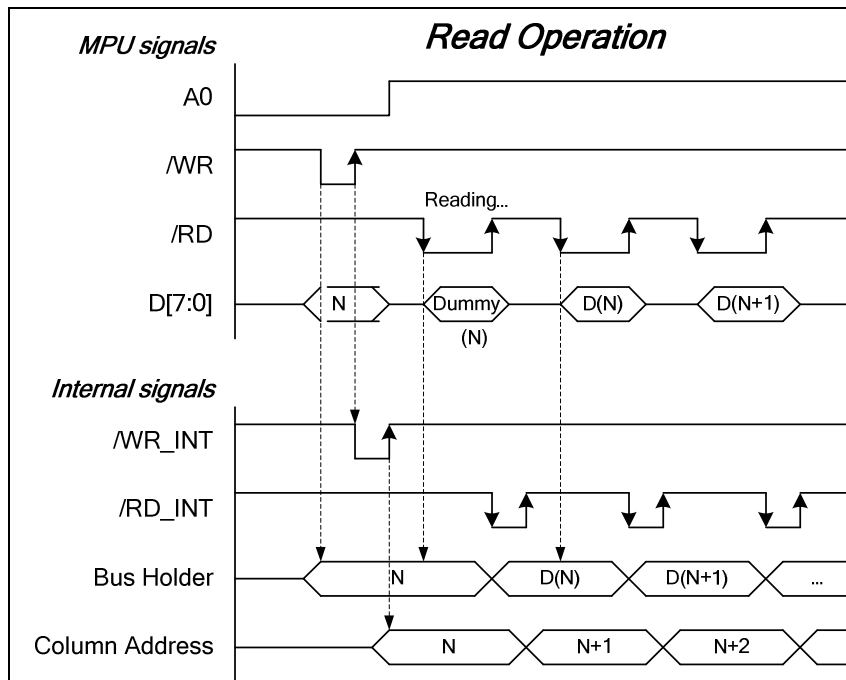 MPU signals
Read Operation
A0
/WR
Reading...
/RD
D[7:0]
N
Dummy
(N)
D(N)
D(N+1)
Internal signals
/WR_INT
/RD_INT
Bus Holder
N
D(N)
D(N+1)
...
Column Address
N
N+1
N+2